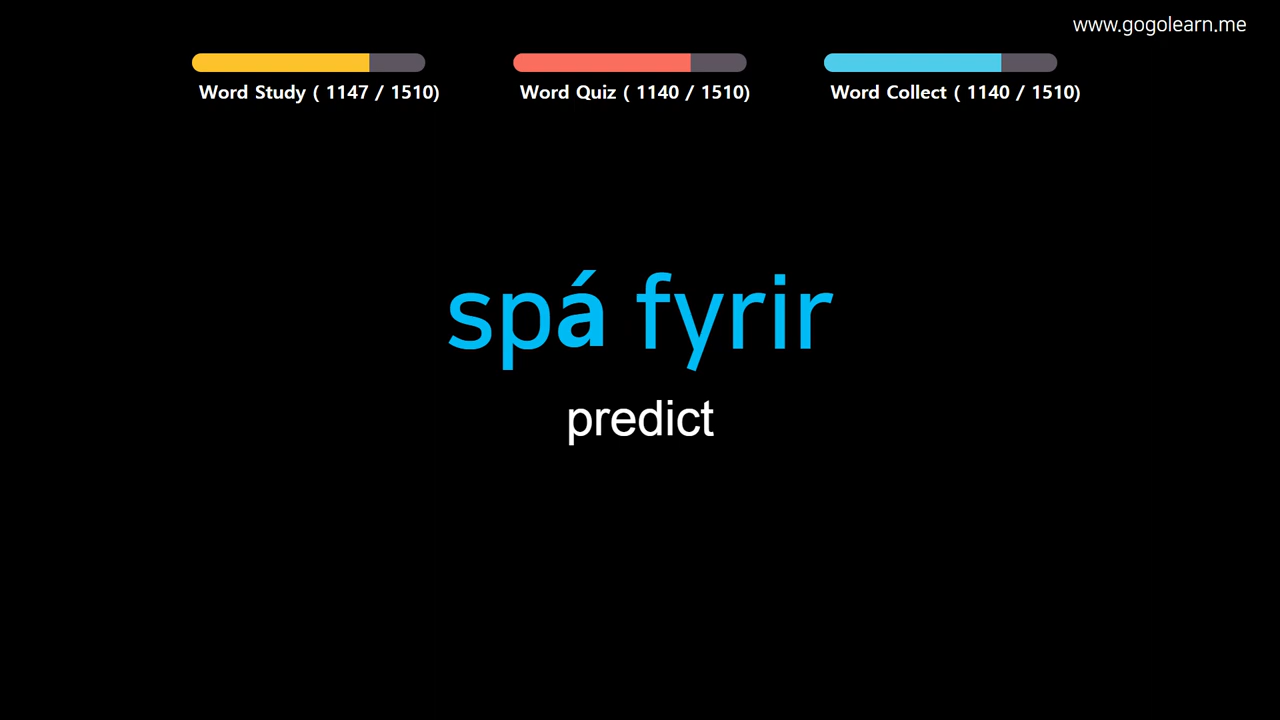 www.gogolearn.me
Word Study ( 1147 / 1510)
Word Quiz ( 1140 / 1510)
Word Collect ( 1140 / 1510)
spá fyrir
predict